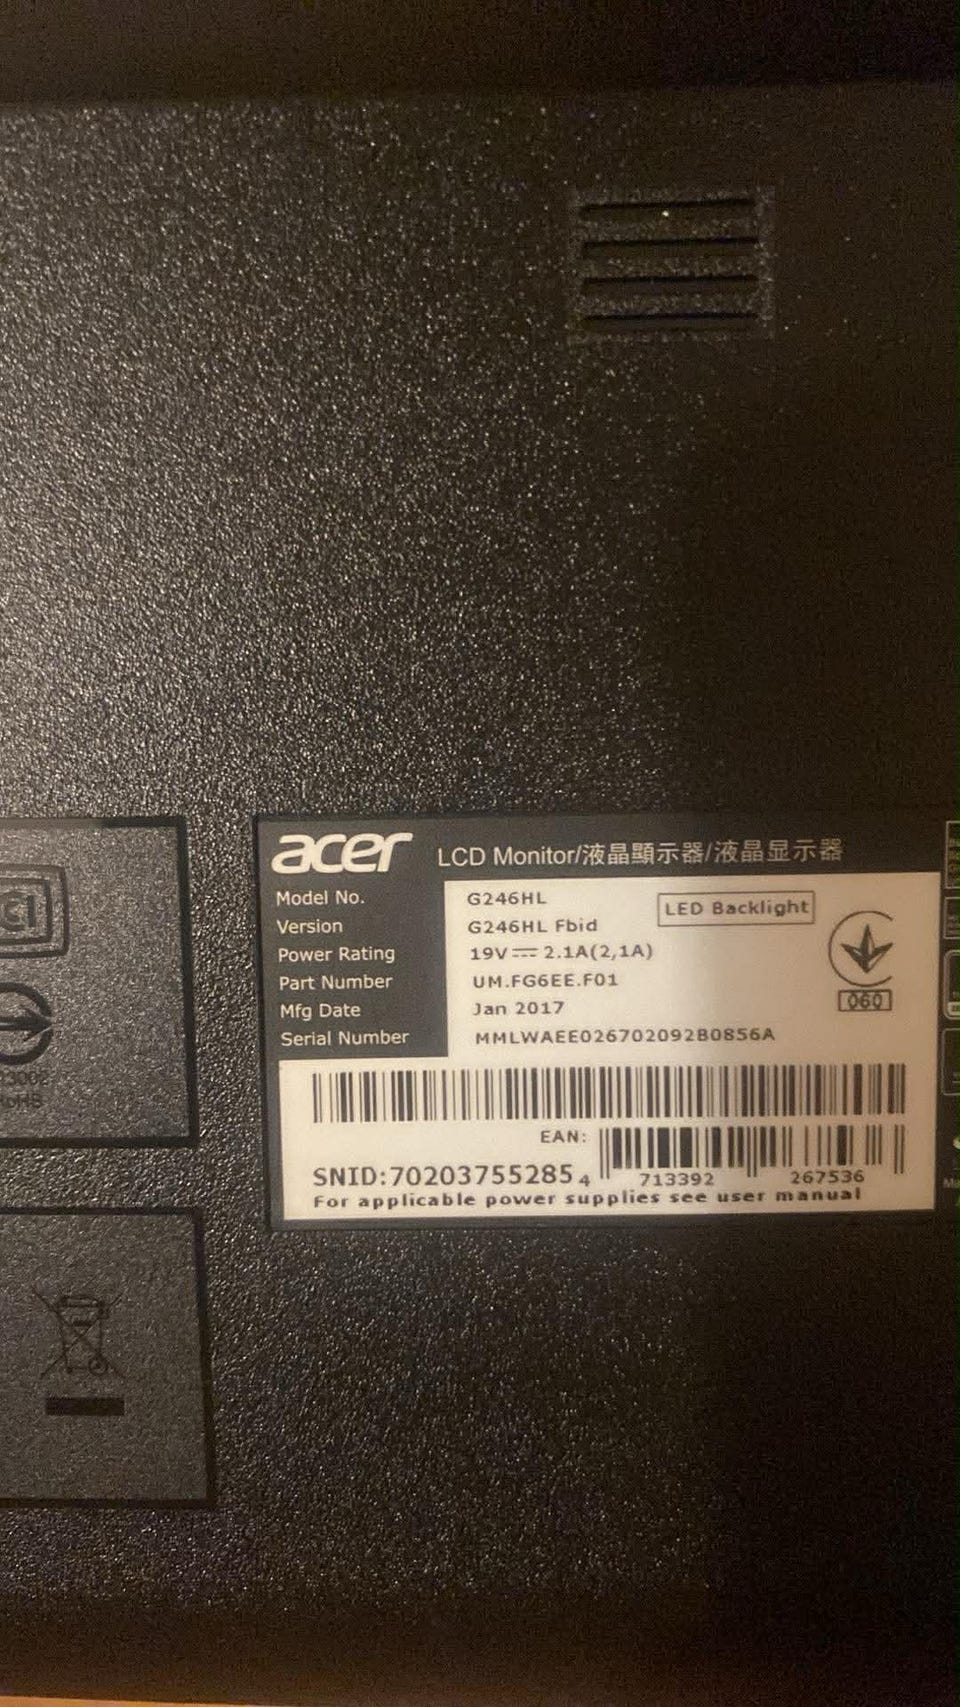 acer LCD Monitor/液晶顯示器/液晶显示器
Model No. G246HL LED Backlight
Version G246HL Fbid
Power Rating 19V⎓2.1A(2,1A)
Part Number UM.FG6EE.F01
Mfg Date Jan 2017
060
Serial Number MMLWAEE026702092B0856A
EAN:
SNID:70203755285 4
4 713392 267536
For applicable power supplies see user manual